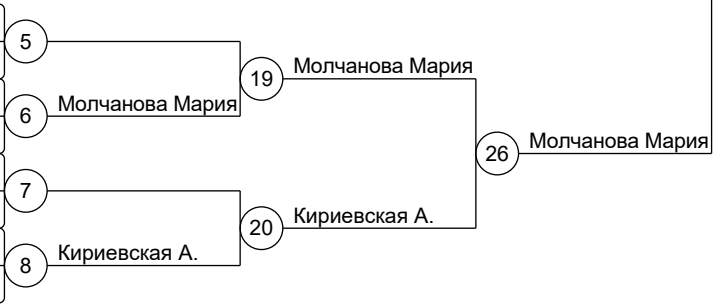 5
19 Молчанова Мария
6 Молчанова Мария
26 Молчанова Мария
7
20 Кириевская А.
8 Кириевская А.